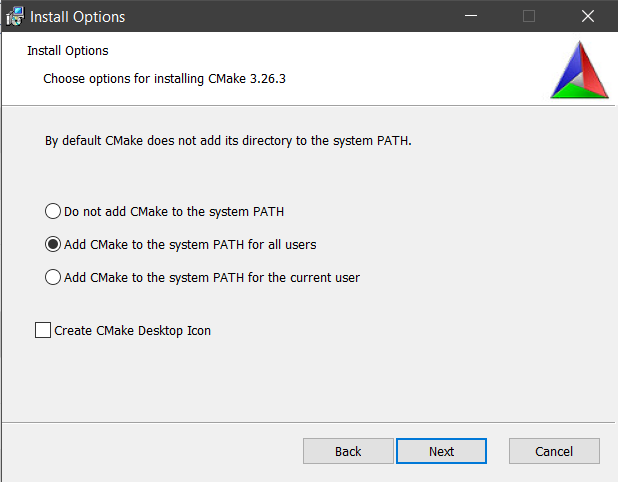 Install Options
Install Options
Choose options for installing CMake 3.26.3
By default CMake does not add its directory to the system PATH.
Do not add CMake to the system PATH
Add CMake to the system PATH for all users
Add CMake to the system PATH for the current user
Create CMake Desktop Icon
Back Next Cancel